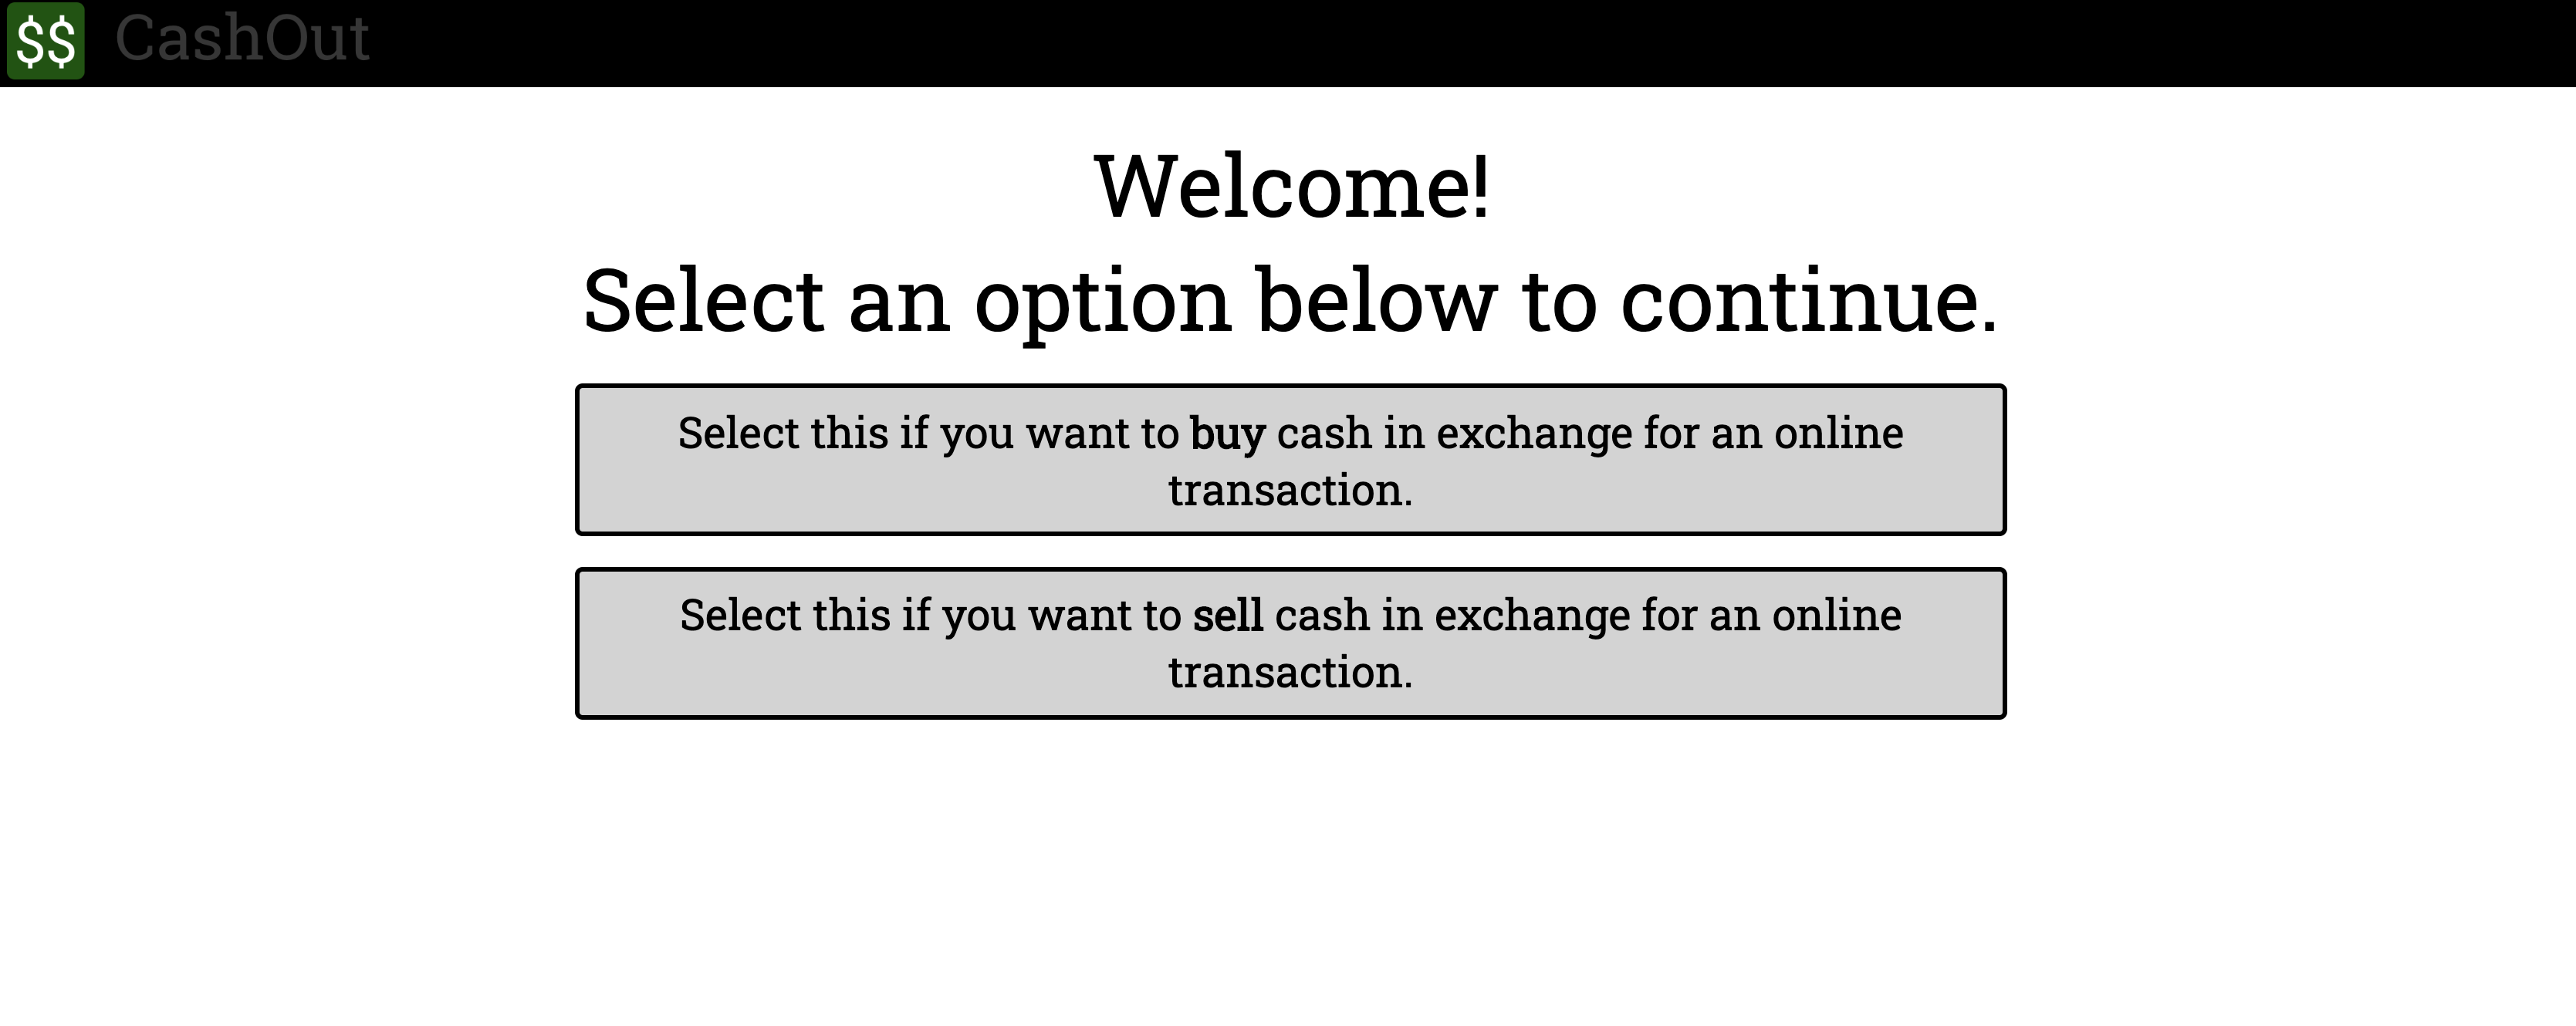 $$ CashOut
Welcome!
Select an option below to continue.
Select this if you want to buy cash in exchange for an online
transaction.
Select this if you want to sell cash in exchange for an online
transaction.